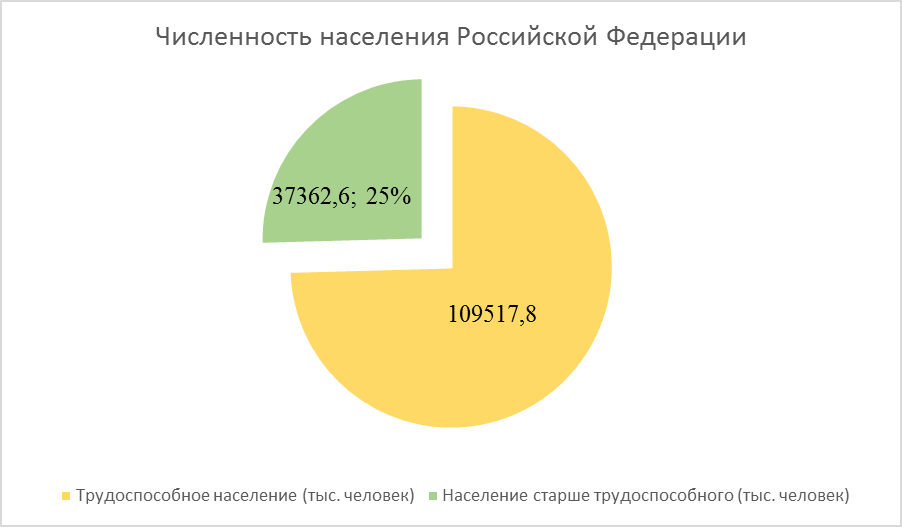 Численность населения Российской Федерации
37362,6; 25%
109517,8
Трудоспособное население (тыс. человек) Население старше трудоспособного (тыс. человек)